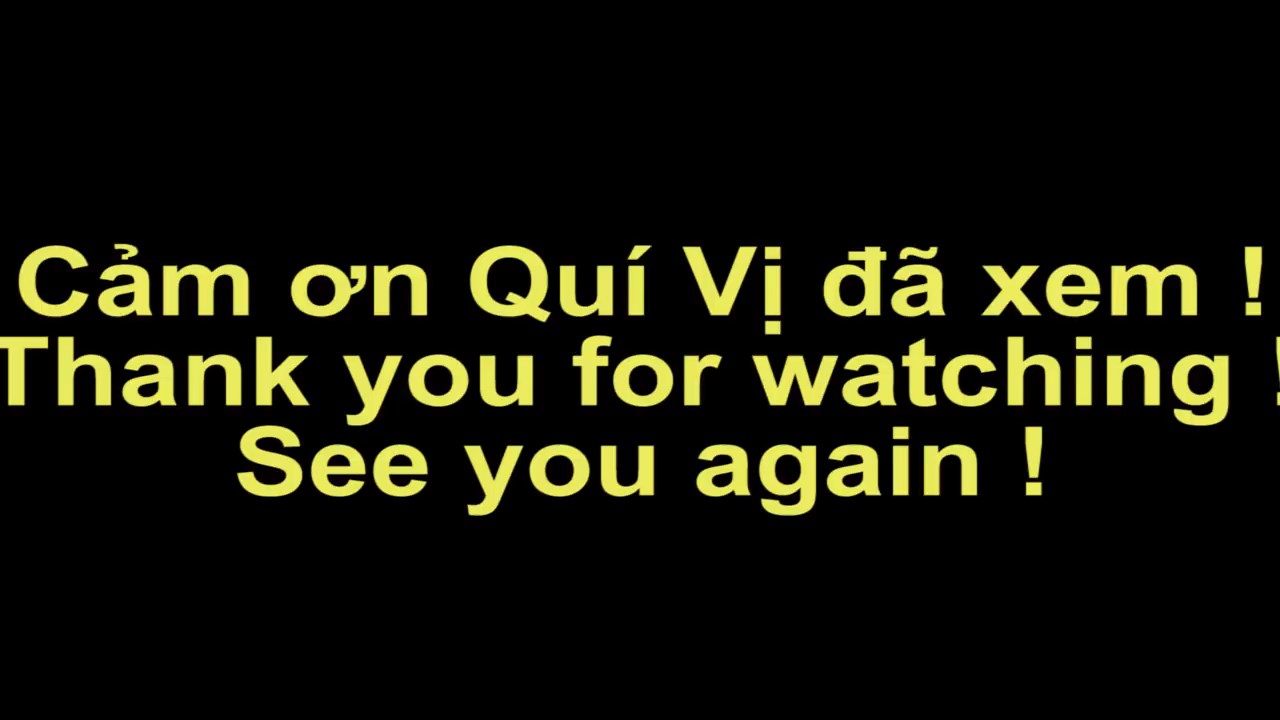 Cảm ơn Quí Vị đã xem !
Thank you for watching !
See you again !